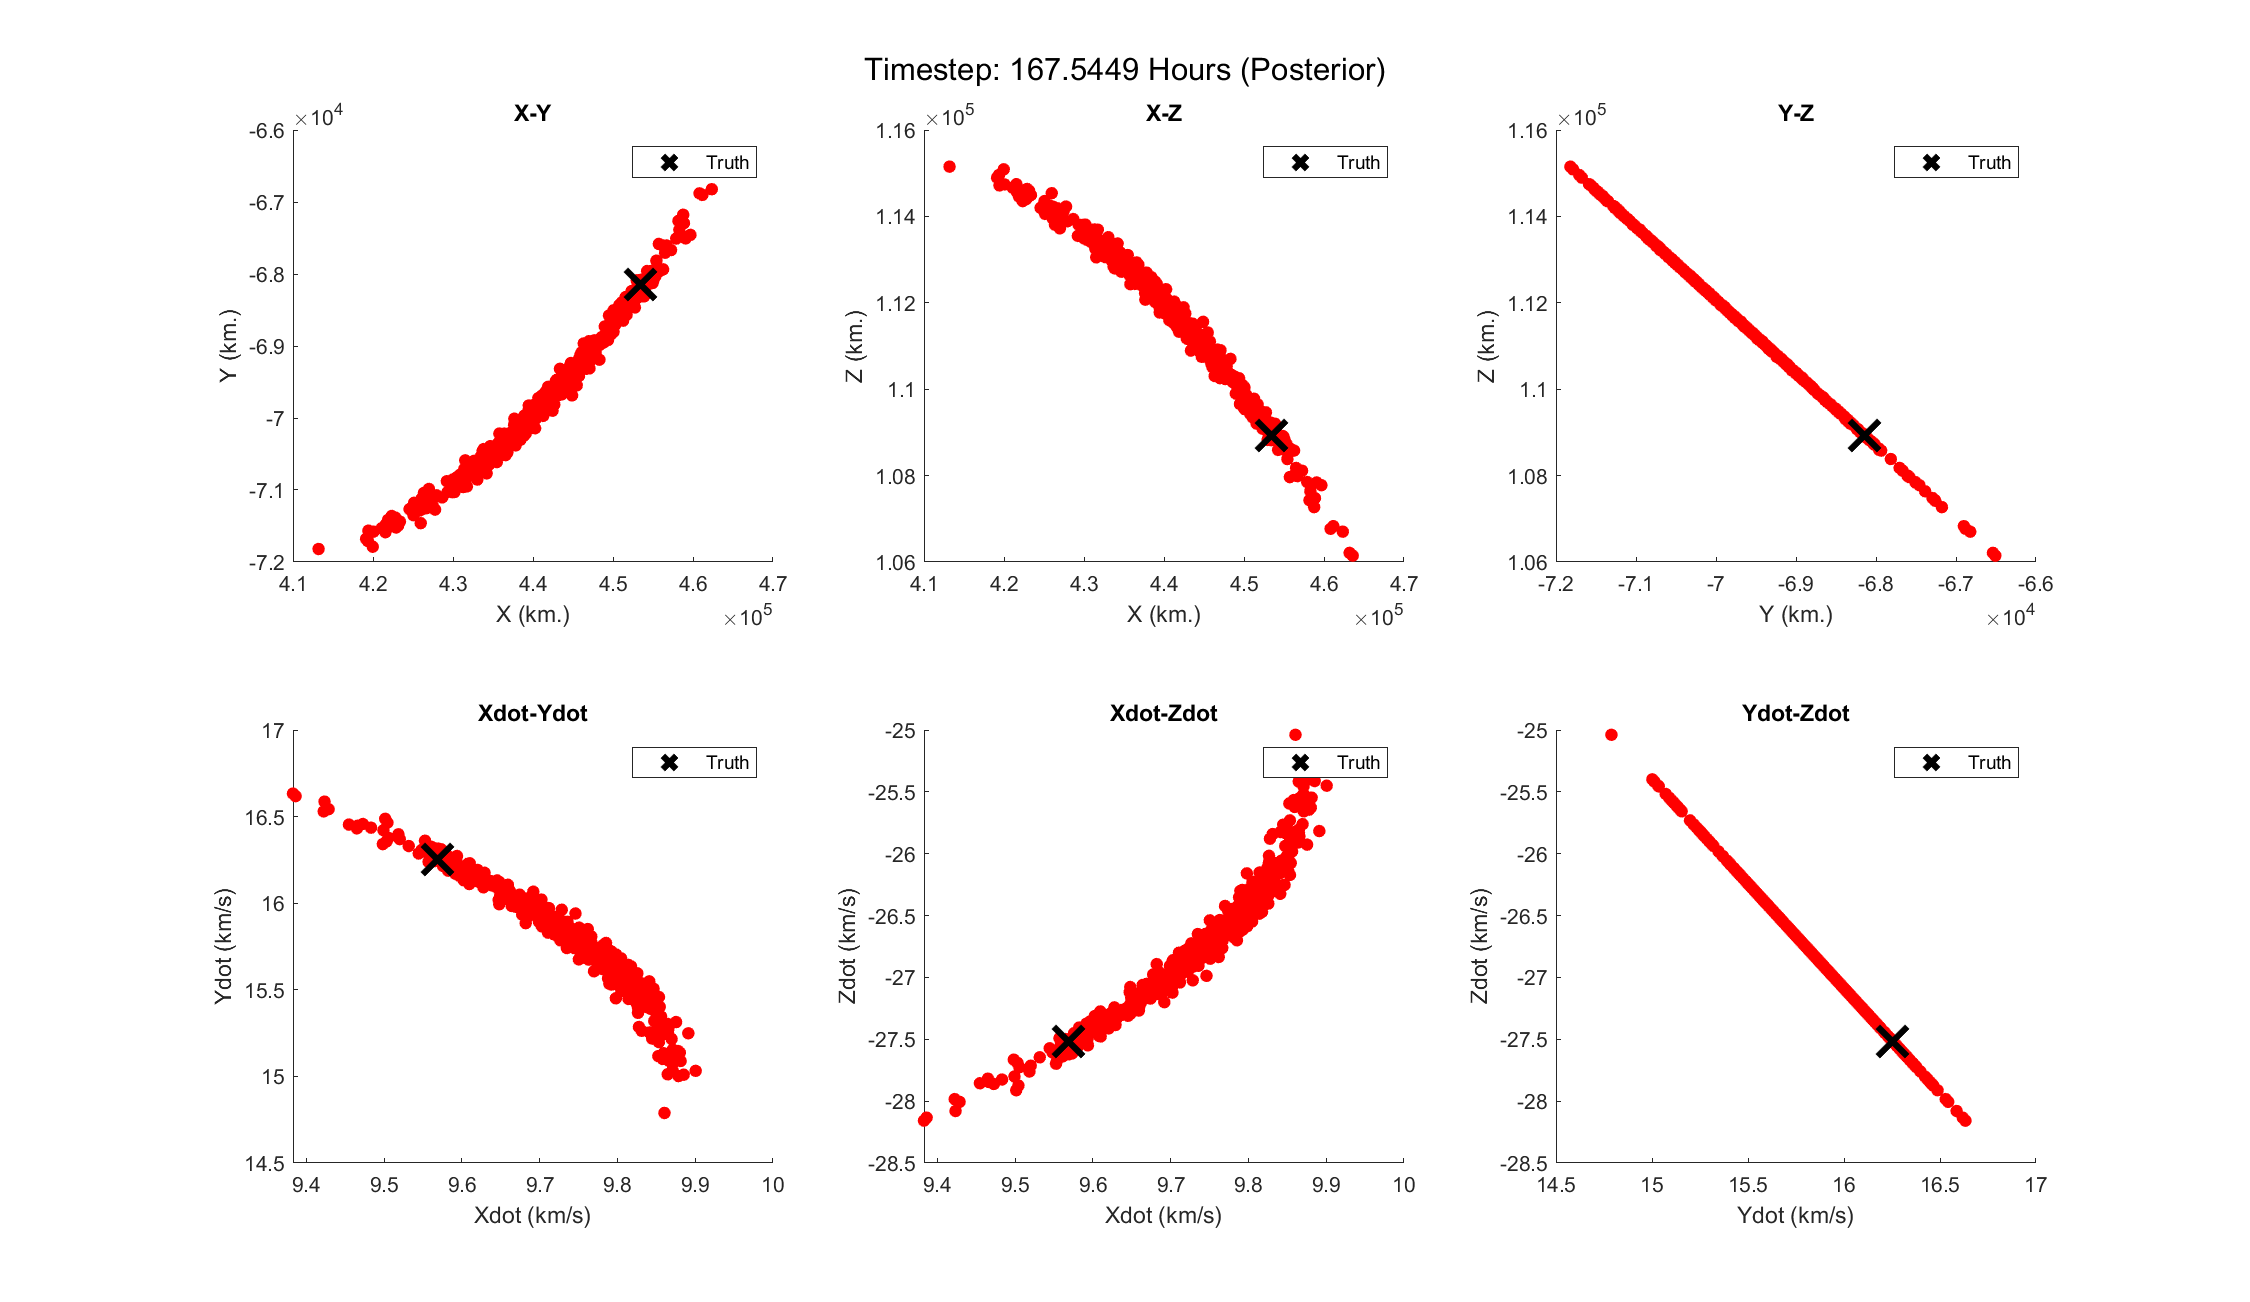 Timestep: 167.5449 Hours (Posterior)
X-Y
×10^4
-6.6
-6.7
-6.8
-6.9
-7
-7.1
-7.2
Y (km.)
4.1 4.2 4.3 4.4 4.5 4.6 4.7
X (km.)
×10^5
Truth
X-Z
×10^5
1.16
1.14
1.12
1.1
1.08
1.06
Z (km.)
4.1 4.2 4.3 4.4 4.5 4.6 4.7
X (km.)
×10^5
Truth
Y-Z
×10^5
1.16
1.14
1.12
1.1
1.08
1.06
Z (km.)
-7.2 -7.1 -7 -6.9 -6.8 -6.7 -6.6
Y (km.)
×10^4
Truth
Xdot-Ydot
17
16.5
16
15.5
15
14.5
Ydot (km/s)
9.4 9.5 9.6 9.7 9.8 9.9 10
Xdot (km/s)
Truth
Xdot-Zdot
-25
-25.5
-26
-26.5
-27
-27.5
-28
-28.5
Zdot (km/s)
9.4 9.5 9.6 9.7 9.8 9.9 10
Xdot (km/s)
Truth
Ydot-Zdot
-25
-25.5
-26
-26.5
-27
-27.5
-28
-28.5
Zdot (km/s)
14.5 15 15.5 16 16.5 17
Ydot (km/s)
Truth